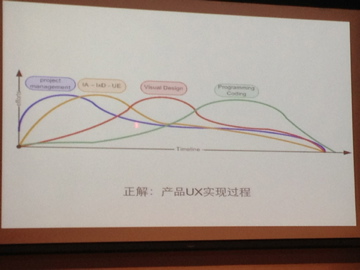 project
management
IA - IxD - UE
Visual Design
Programming
Coding
Timeline
正解：产品UX实现过程